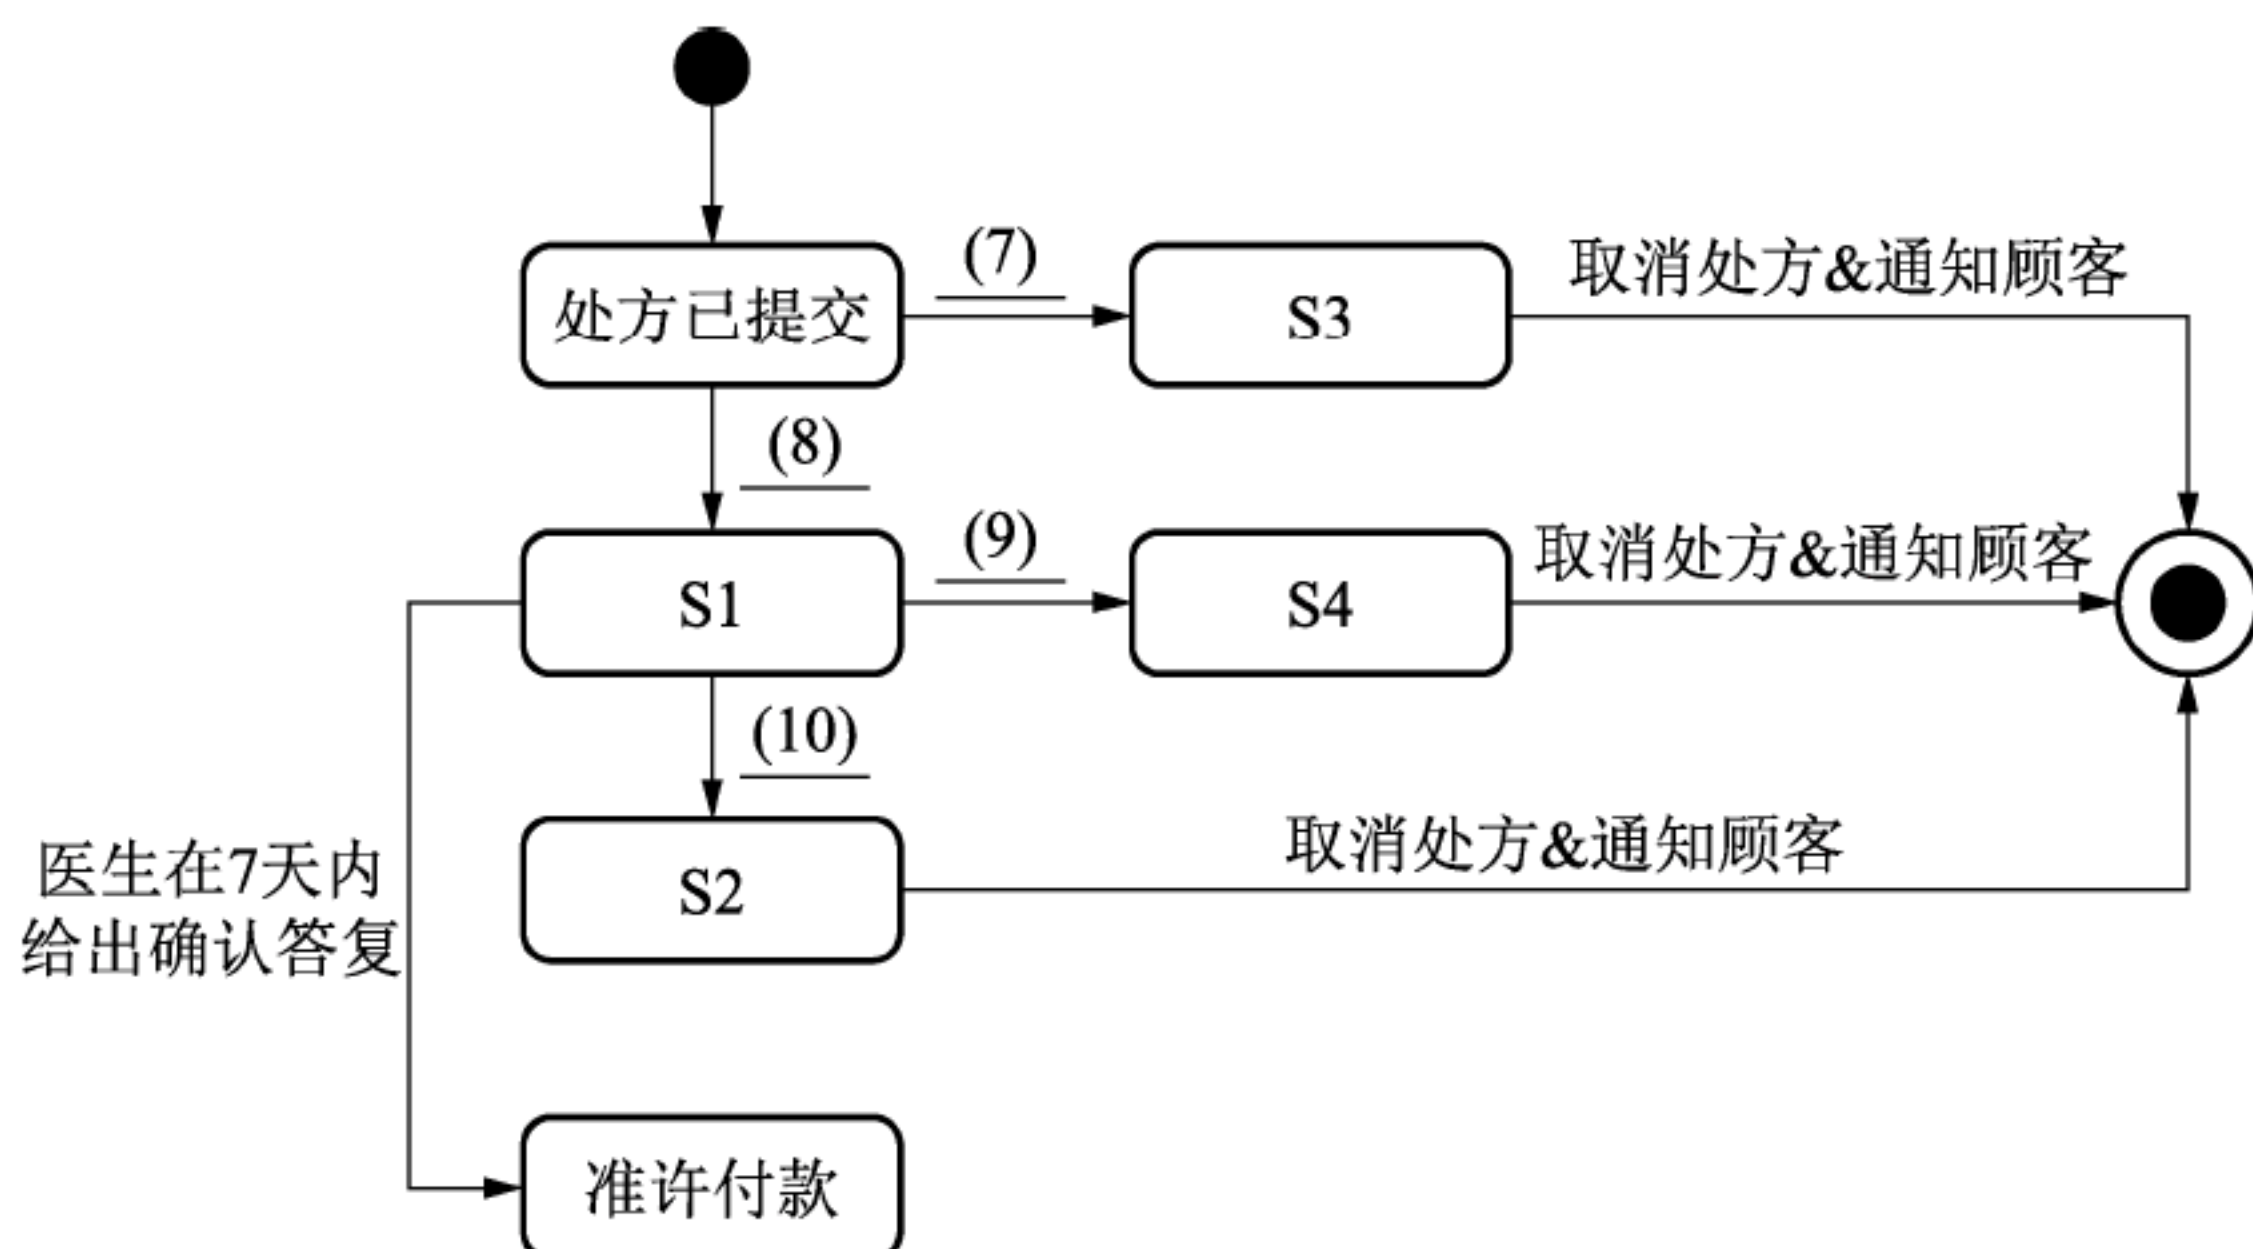 (7)
取消处方&通知顾客
处方已提交
S3
(8)
(9)
取消处方&通知顾客
S1
S4
(10)
取消处方&通知顾客
医生在7天内
给出确认答复
S2
准许付款